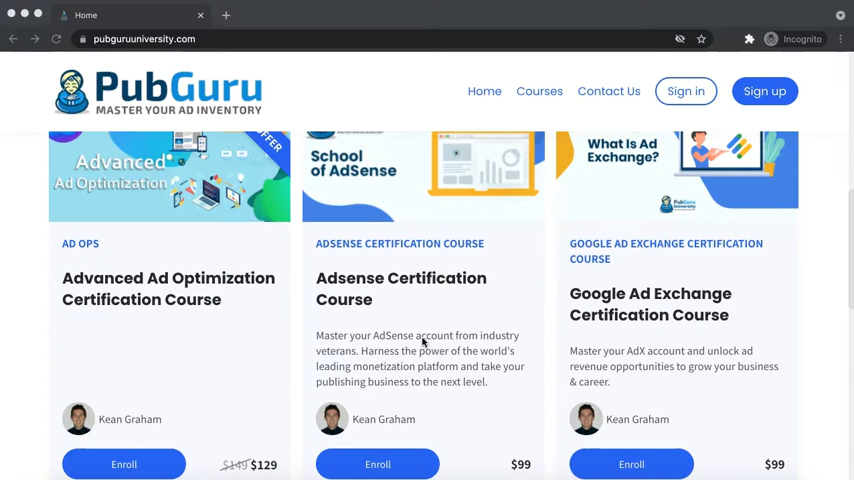 Home
pubguruuniversity.com
Incognito
PubGuru
MASTER YOUR AD INVENTORY
Home
Courses
Contact Us
Sign in
Sign up
OFFER
Advanced
Ad Optimization
School
of AdSense
What Is Ad
Exchange?
PubGuru
University
AD OPS
Advanced Ad Optimization
Certification Course
Kean Graham
Enroll
$149 $129
ADSENSE CERTIFICATION COURSE
Adsense Certification
Course
Master your AdSense account from industry
veterans. Harness the power of the world's
leading monetization platform and take your
publishing business to the next level.
Kean Graham
Enroll
$99
GOOGLE AD EXCHANGE CERTIFICATION
COURSE
Google Ad Exchange
Certification Course
Master your AdX account and unlock ad
revenue opportunities to grow your business
& career.
Kean Graham
Enroll
$99